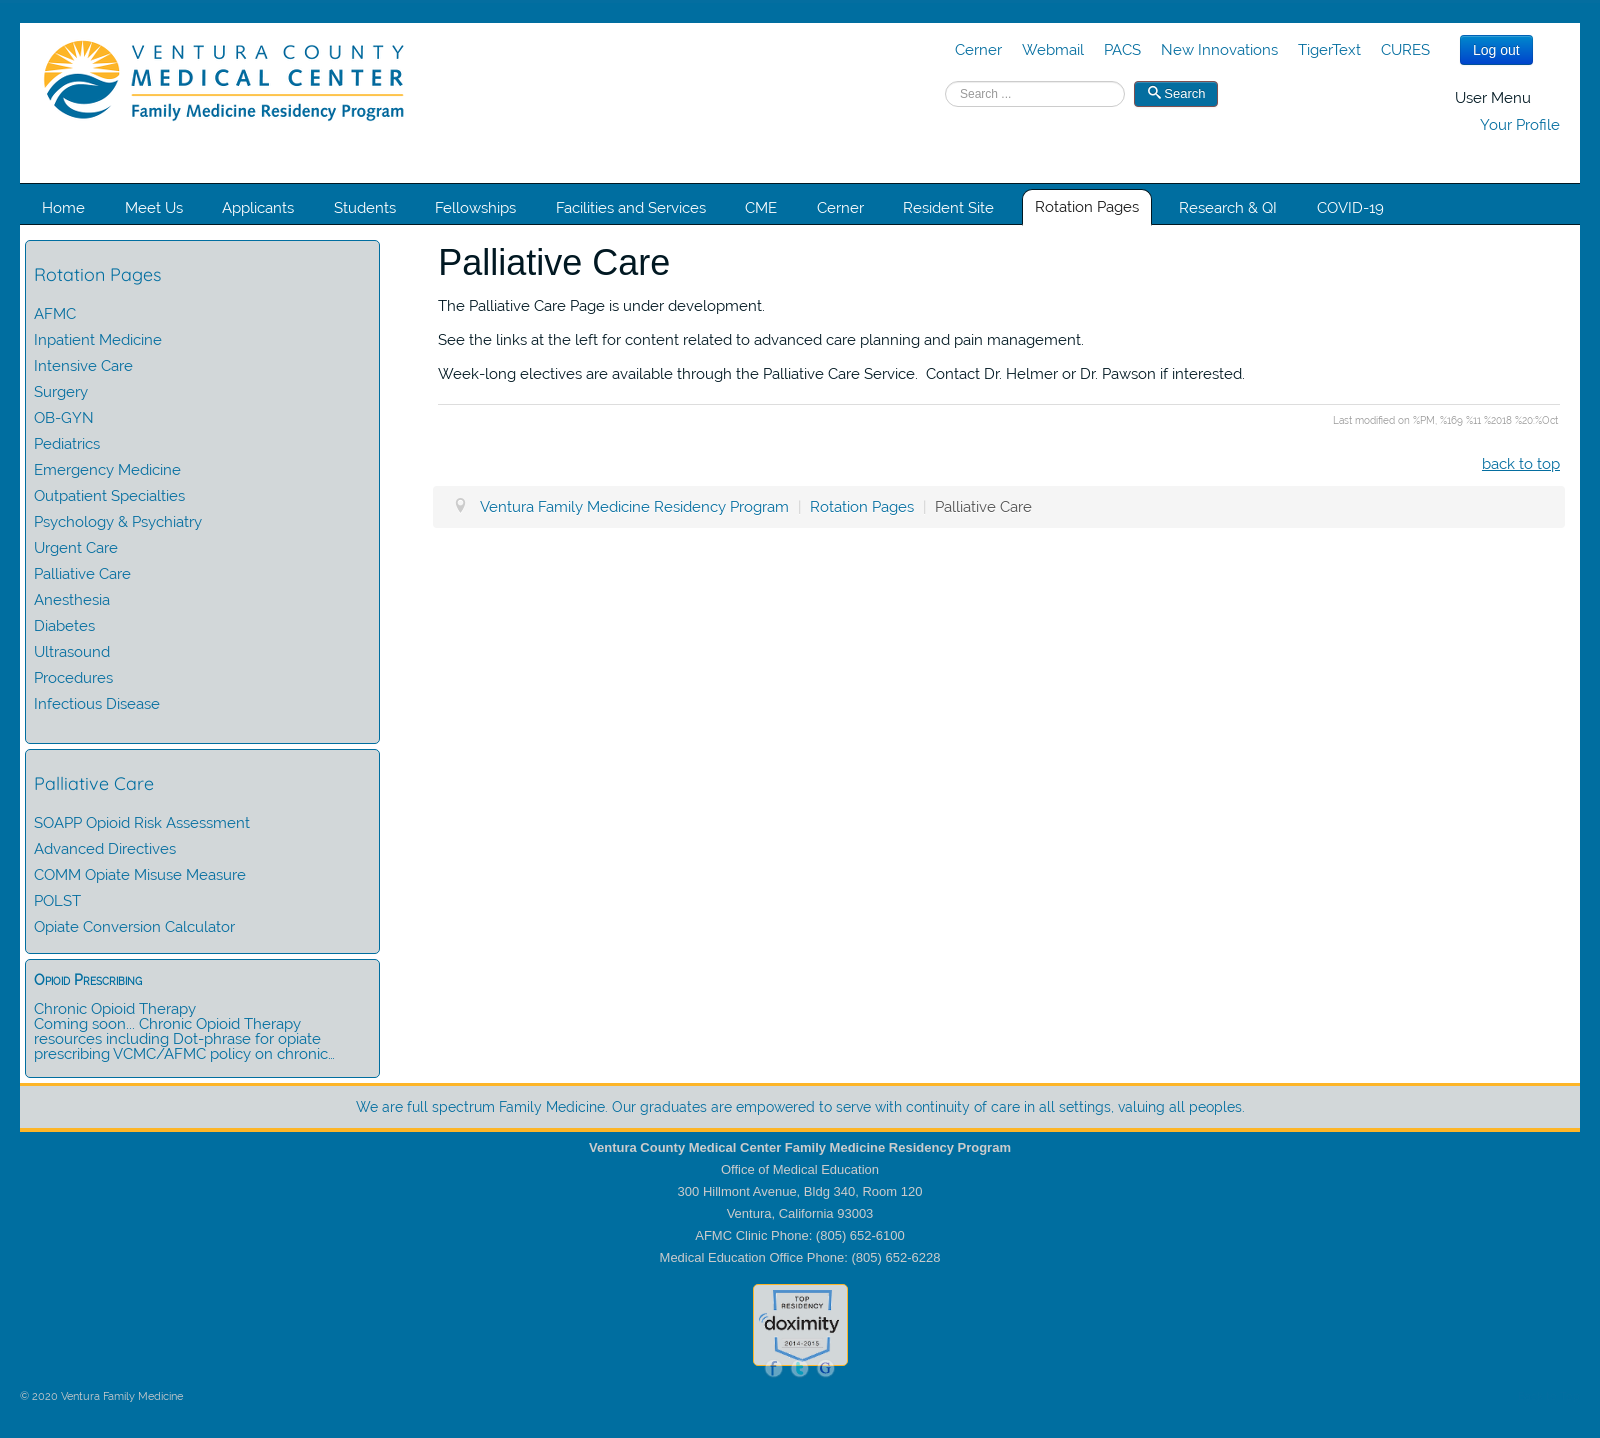 VENTURA COUNTY
MEDICAL CENTER
Family Medicine Residency Program
Cerner Webmail PACS New Innovations TigerText CURES Log out
Search ... Search
User Menu
Your Profile
Home Meet Us Applicants Students Fellowships Facilities and Services CME Cerner Resident Site Rotation Pages Research & QI COVID-19
Rotation Pages
AFMC
Inpatient Medicine
Intensive Care
Surgery
OB-GYN
Pediatrics
Emergency Medicine
Outpatient Specialties
Psychology & Psychiatry
Urgent Care
Palliative Care
Anesthesia
Diabetes
Ultrasound
Procedures
Infectious Disease
Palliative Care
SOAPP Opioid Risk Assessment
Advanced Directives
COMM Opiate Misuse Measure
POLST
Opiate Conversion Calculator
Opioid Prescribing
Chronic Opioid Therapy
Coming soon... Chronic Opioid Therapy
resources including Dot-phrase for opiate
prescribing VCMC/AFMC policy on chronic…
Palliative Care
The Palliative Care Page is under development.
See the links at the left for content related to advanced care planning and pain management.
Week-long electives are available through the Palliative Care Service.  Contact Dr. Helmer or Dr. Pawson if interested.
Last modified on %PM, %169 %11 %2018 %20:%Oct
back to top
Ventura Family Medicine Residency Program | Rotation Pages | Palliative Care
We are full spectrum Family Medicine. Our graduates are empowered to serve with continuity of care in all settings, valuing all peoples.
Ventura County Medical Center Family Medicine Residency Program
Office of Medical Education
300 Hillmont Avenue, Bldg 340, Room 120
Ventura, California 93003
AFMC Clinic Phone: (805) 652-6100
Medical Education Office Phone: (805) 652-6228
TOP
RESIDENCY
doximity
2014-2015
f t G
© 2020 Ventura Family Medicine